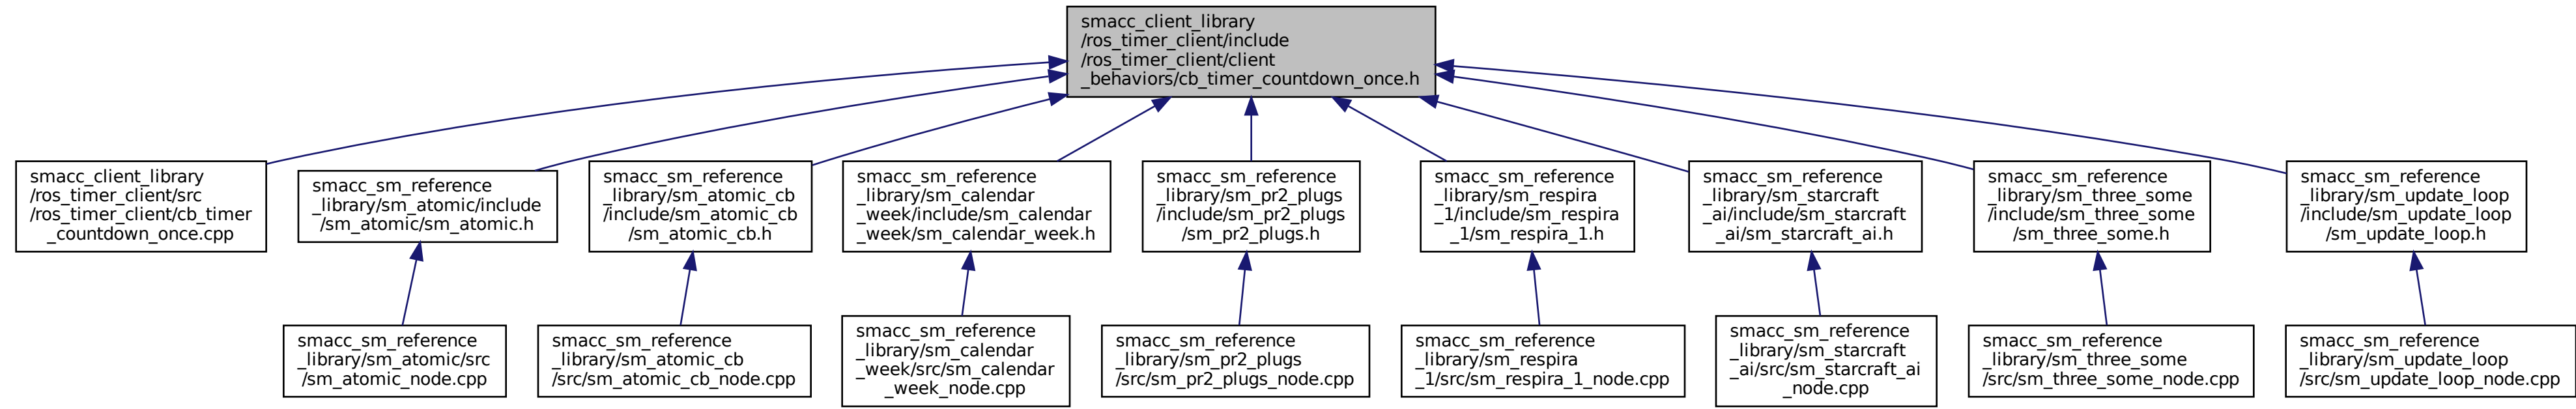 smacc_client_library
/ros_timer_client/include
/ros_timer_client/client
_behaviors/cb_timer_countdown_once.h
smacc_client_library
/ros_timer_client/src
/ros_timer_client/cb_timer
_countdown_once.cpp
smacc_sm_reference
_library/sm_atomic/include
/sm_atomic/sm_atomic.h
smacc_sm_reference
_library/sm_atomic_cb
/include/sm_atomic_cb
/sm_atomic_cb.h
smacc_sm_reference
_library/sm_calendar
_week/include/sm_calendar
_week/sm_calendar_week.h
smacc_sm_reference
_library/sm_pr2_plugs
/include/sm_pr2_plugs
/sm_pr2_plugs.h
smacc_sm_reference
_library/sm_respira
_1/include/sm_respira
_1/sm_respira_1.h
smacc_sm_reference
_library/sm_starcraft
_ai/include/sm_starcraft
_ai/sm_starcraft_ai.h
smacc_sm_reference
_library/sm_three_some
/include/sm_three_some
/sm_three_some.h
smacc_sm_reference
_library/sm_update_loop
/include/sm_update_loop
/sm_update_loop.h
smacc_sm_reference
_library/sm_atomic/src
/sm_atomic_node.cpp
smacc_sm_reference
_library/sm_atomic_cb
/src/sm_atomic_cb_node.cpp
smacc_sm_reference
_library/sm_calendar
_week/src/sm_calendar
_week_node.cpp
smacc_sm_reference
_library/sm_pr2_plugs
/src/sm_pr2_plugs_node.cpp
smacc_sm_reference
_library/sm_respira
_1/src/sm_respira_1_node.cpp
smacc_sm_reference
_library/sm_starcraft
_ai/src/sm_starcraft_ai
_node.cpp
smacc_sm_reference
_library/sm_three_some
/src/sm_three_some_node.cpp
smacc_sm_reference
_library/sm_update_loop
/src/sm_update_loop_node.cpp